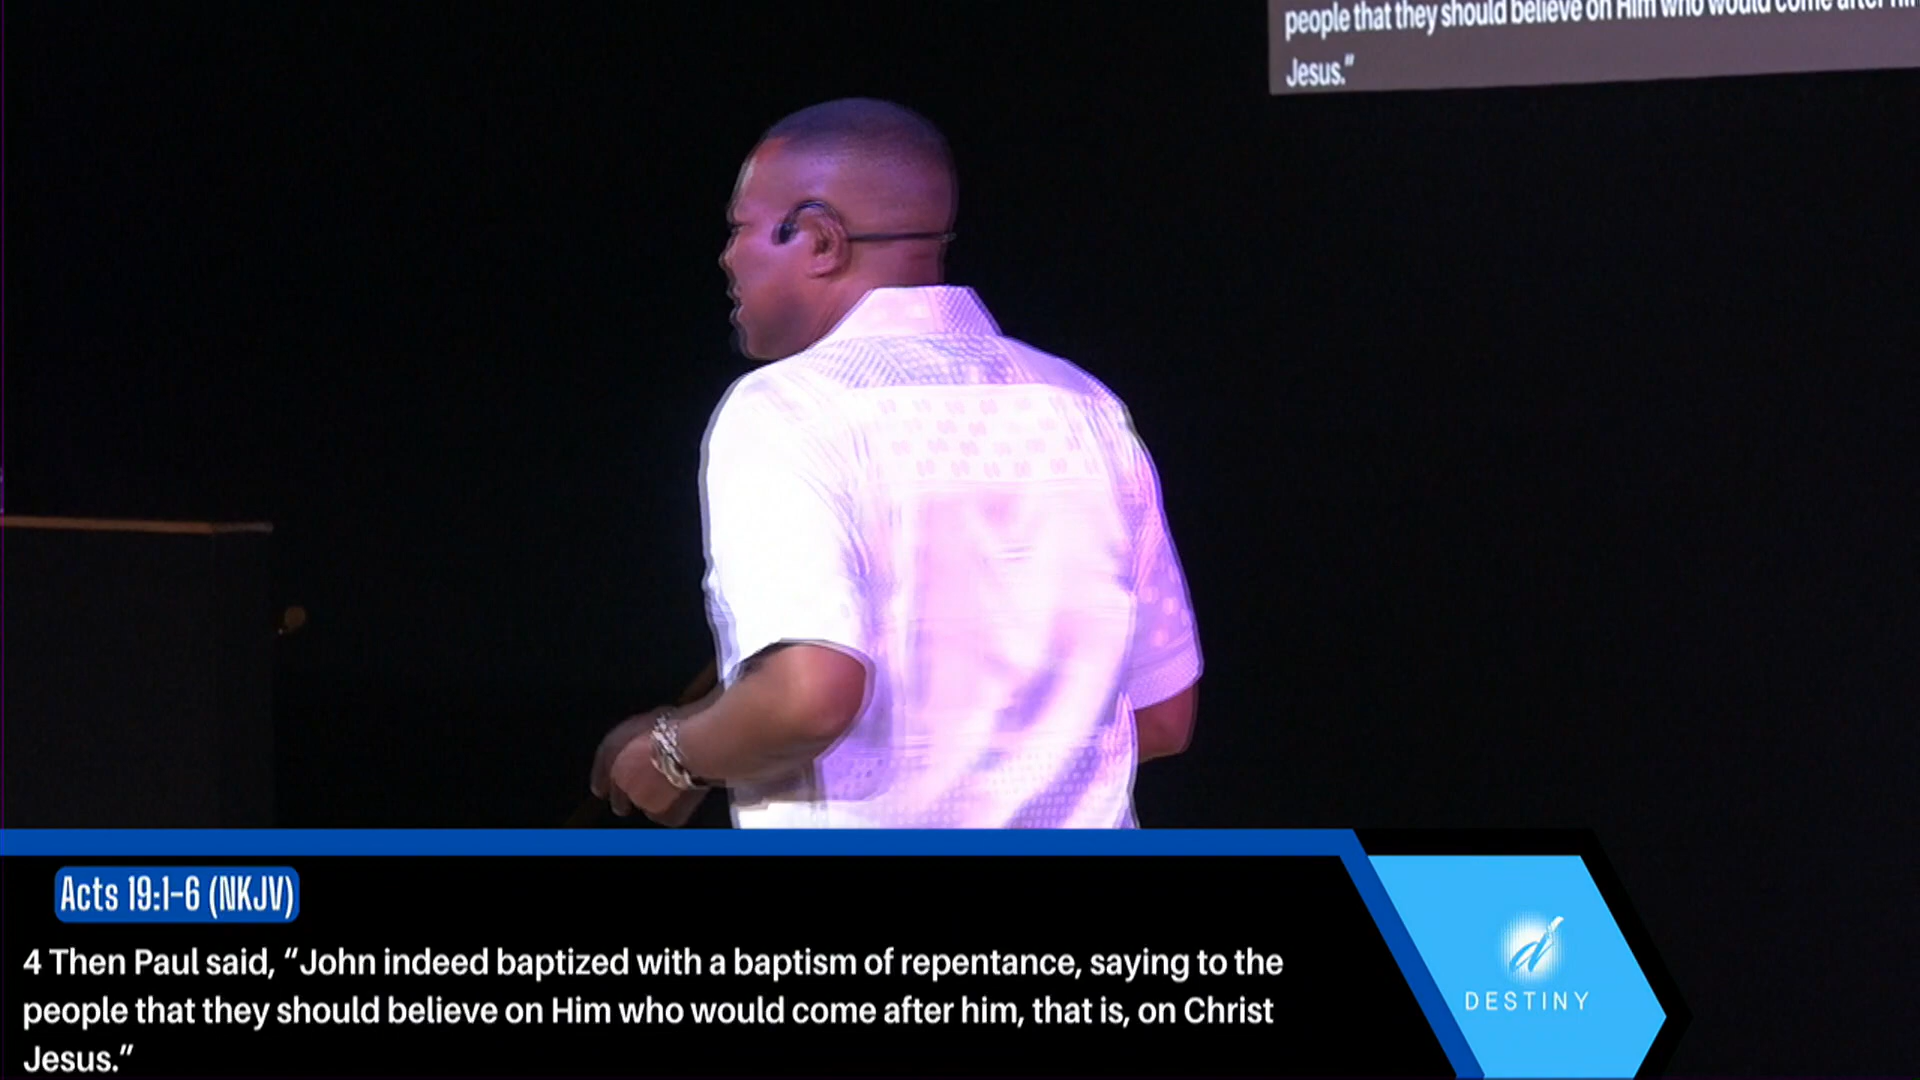 people that they should believe on Him who would come after him
Jesus.”
Acts 19:1-6 (NKJV)
4 Then Paul said, “John indeed baptized with a baptism of repentance, saying to the
people that they should believe on Him who would come after him, that is, on Christ
Jesus.”
d
DESTINY